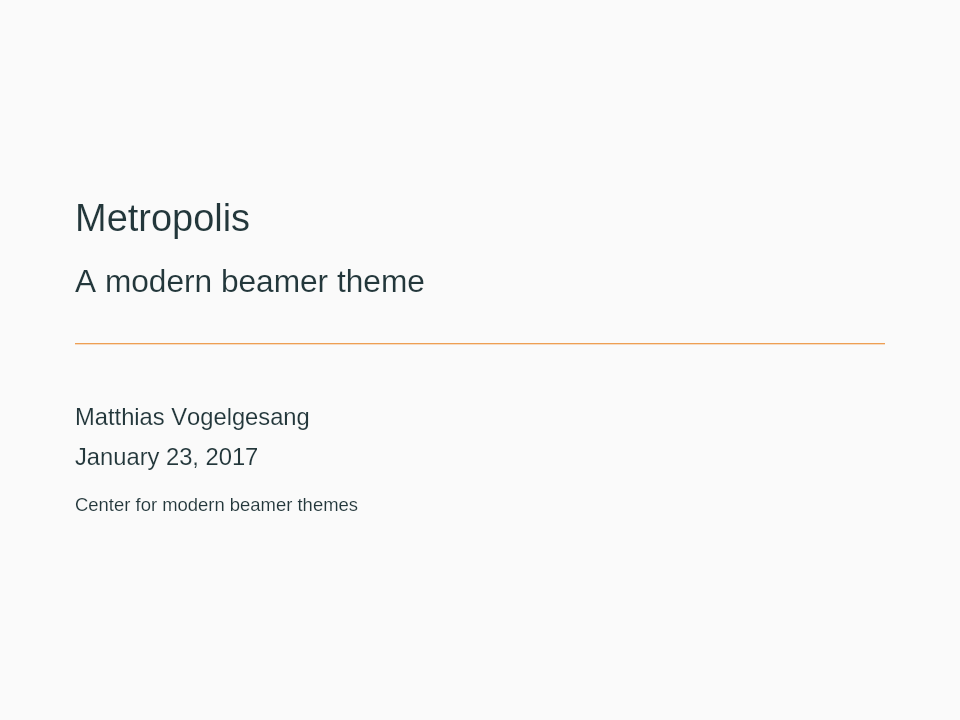 Metropolis
A modern beamer theme
Matthias Vogelgesang
January 23, 2017
Center for modern beamer themes